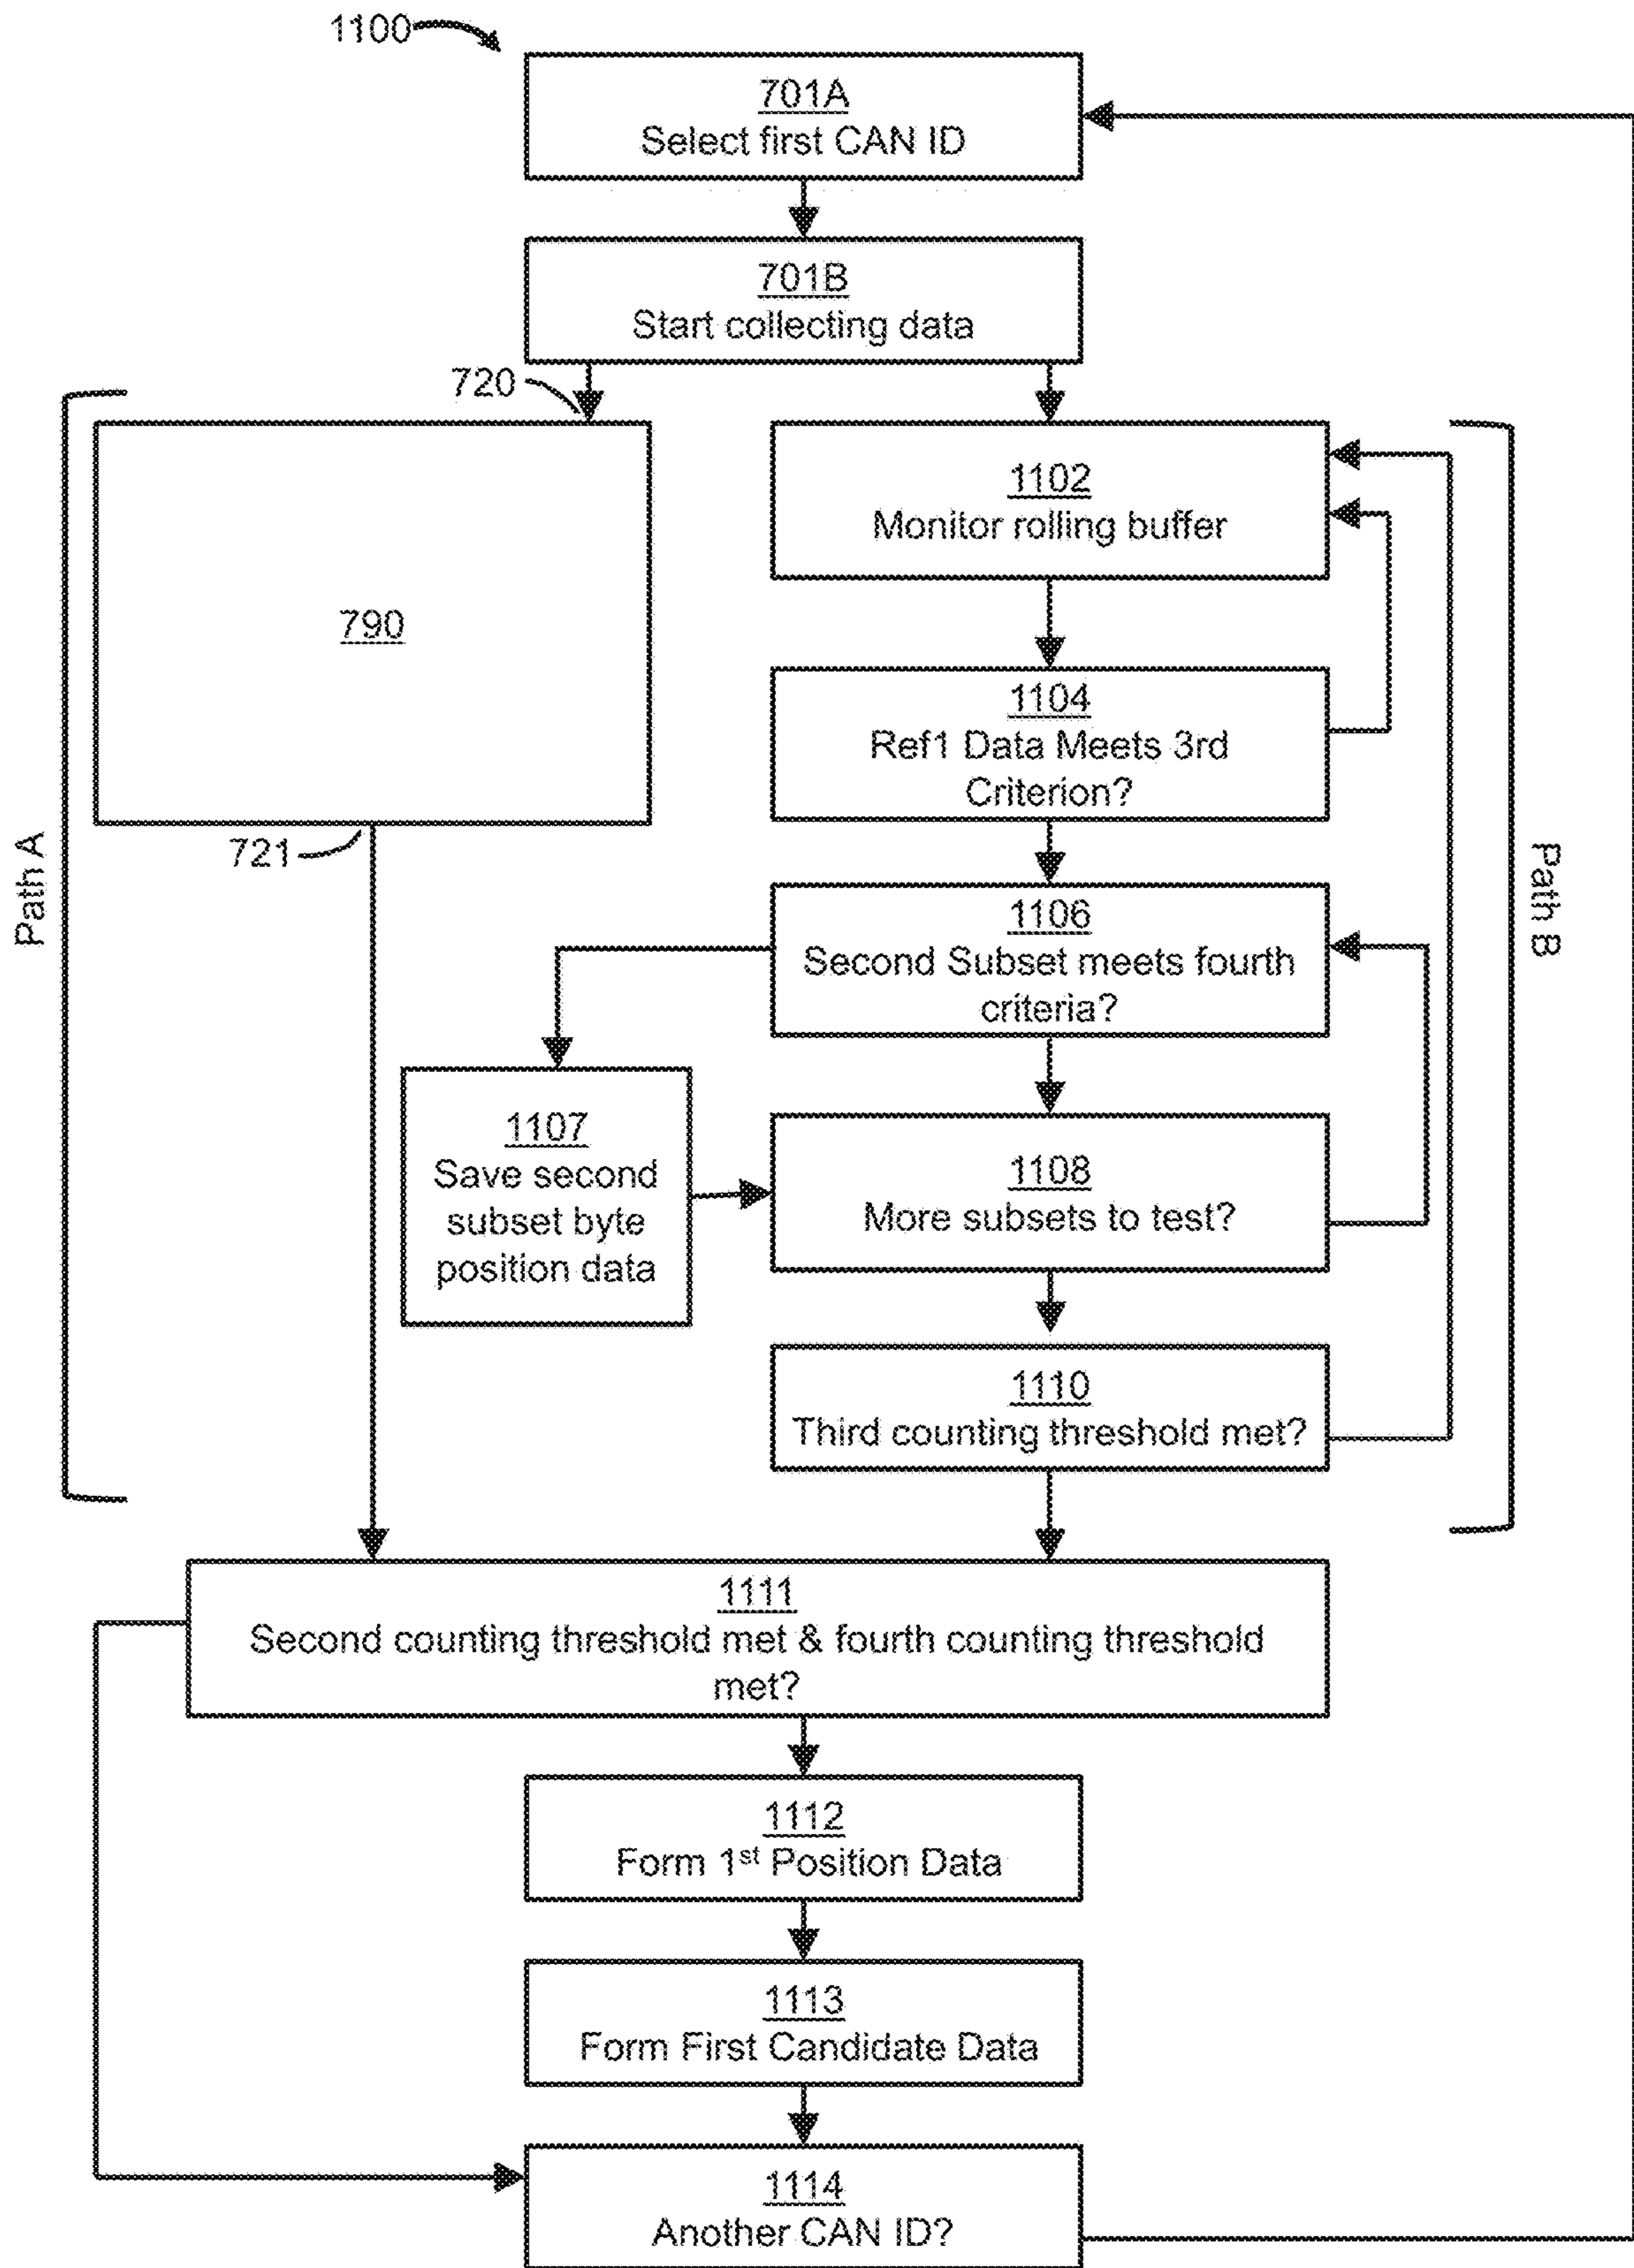 1100
701A
Select first CAN ID
701B
Start collecting data
720
Path A
790
721
1102
Monitor rolling buffer
1104
Ref1 Data Meets 3rd
Criterion?
Path B
1106
Second Subset meets fourth
criteria?
1107
Save second
subset byte
position data
1108
More subsets to test?
1110
Third counting threshold met?
1111
Second counting threshold met & fourth counting threshold
met?
1112
Form 1st Position Data
1113
Form First Candidate Data
1114
Another CAN ID?